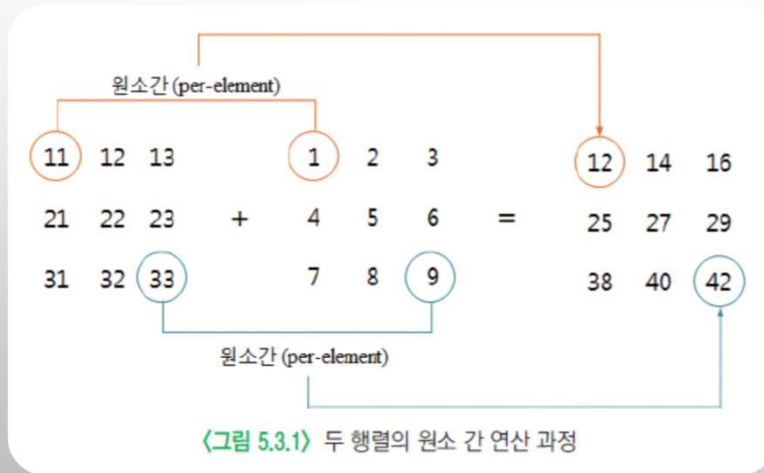 원소간 (per-element)
11 12 13 1 2 3 12 14 16
21 22 23 + 4 5 6 = 25 27 29
31 32 33 7 8 9 38 40 42
원소간 (per-element)
〈그림 5.3.1〉 두 행렬의 원소 간 연산 과정